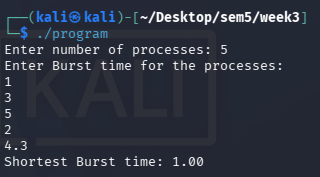 ┌──(kali㉿kali)-[~/Desktop/sem5/week3]
└─$ ./program
Enter number of processes: 5
Enter Burst time for the processes:
1
3
5
2
4.3
Shortest Burst time: 1.00
KALI